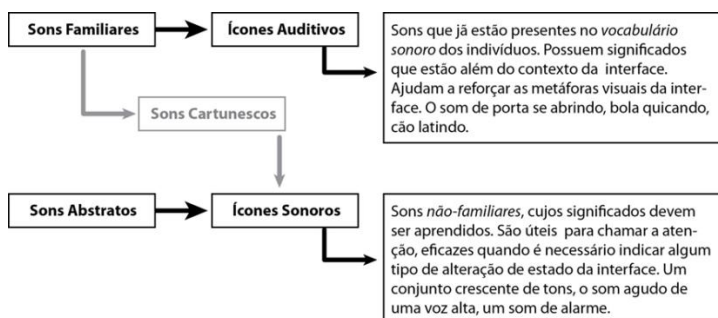 Sons Familiares
Ícones Auditivos
Sons que já estão presentes no vocabulário
sonoro dos indivíduos. Possuem significados
que estão além do contexto da interface.
Ajudam a reforçar as metáforas visuais da inter-
face. O som de porta se abrindo, bola quicando,
cão latindo.
Sons Cartunescos
Sons Abstratos
Ícones Sonoros
Sons não-familiares, cujos significados devem
ser aprendidos. São úteis para chamar a aten-
ção, eficazes quando é necessário indicar algum
tipo de alteração de estado da interface. Um
conjunto crescente de tons, o som agudo de
uma voz alta, um som de alarme.